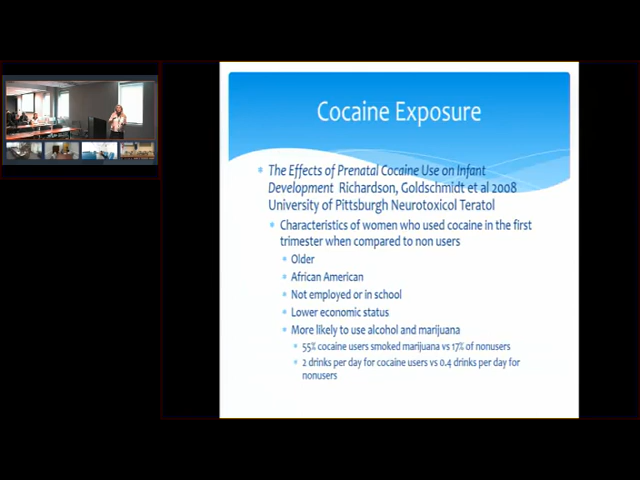 Cocaine Exposure
The Effects of Prenatal Cocaine Use on Infant
Development Richardson, Goldschmidt et al 2008
University of Pittsburgh Neurotoxicol Teratol
Characteristics of women who used cocaine in the first
trimester when compared to non users
Older
African American
Not employed or in school
Lower economic status
More likely to use alcohol and marijuana
55% cocaine users smoked marijuana vs 17% of nonusers
2 drinks per day for cocaine users vs 0.4 drinks per day for
nonusers